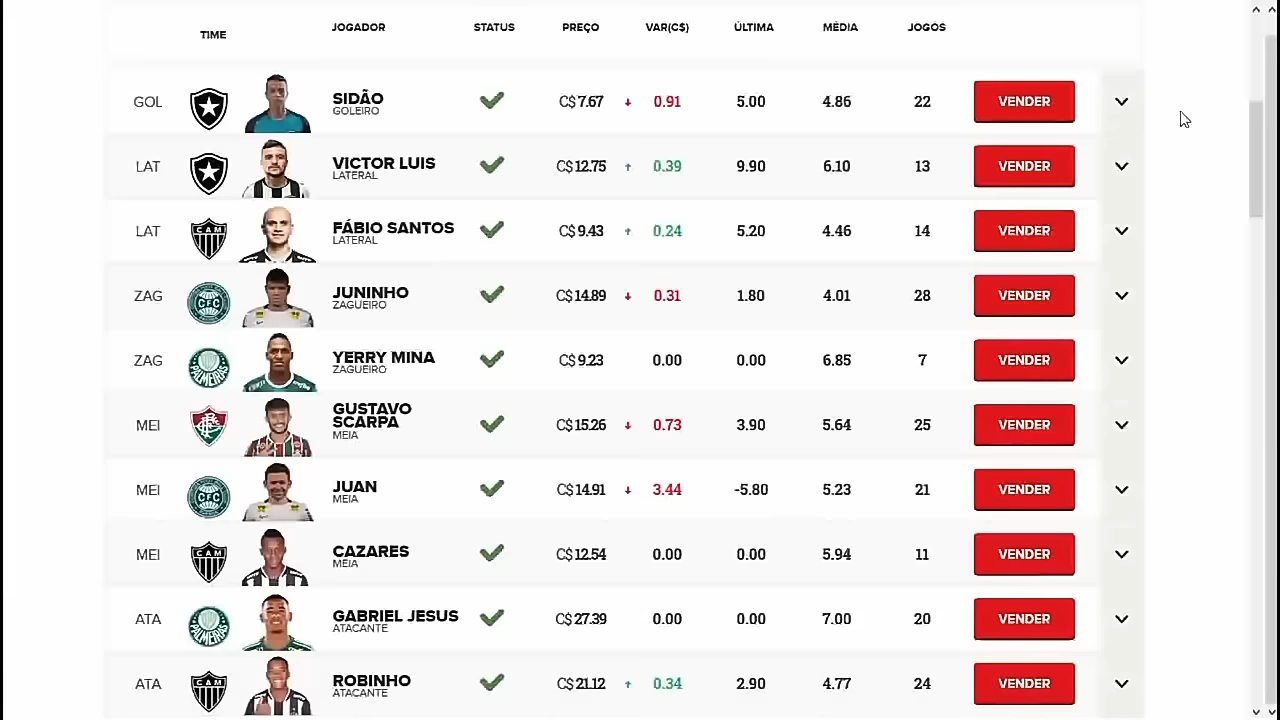 TIME JOGADOR STATUS PREÇO VAR(C$) ÚLTIMA MÉDIA JOGOS
GOL SIDÃO C$ 7.67 ↓ 0.91 5.00 4.86 22 VENDER
GOLEIRO
LAT VICTOR LUIS C$ 12.75 ↑ 0.39 9.90 6.10 13 VENDER
LATERAL
LAT CAM FÁBIO SANTOS C$ 9.43 ↑ 0.24 5.20 4.46 14 VENDER
LATERAL
ZAG CFC JUNINHO C$ 14.89 ↓ 0.31 1.80 4.01 28 VENDER
ZAGUEIRO
ZAG PALMEIRAS YERRY MINA C$ 9.23 0.00 0.00 6.85 7 VENDER
ZAGUEIRO
GUSTAVO
MEI SCARPA C$ 15.26 ↓ 0.73 3.90 5.64 25 VENDER
MEIA
MEI CFC JUAN C$ 14.91 ↓ 3.44 -5.80 5.23 21 VENDER
MEIA
MEI CAM CAZARES C$ 12.54 0.00 0.00 5.94 11 VENDER
MEIA
ATA PALMEIRAS GABRIEL JESUS C$ 27.39 0.00 0.00 7.00 20 VENDER
ATACANTE
ATA CAM ROBINHO C$ 21.12 ↑ 0.34 2.90 4.77 24 VENDER
ATACANTE